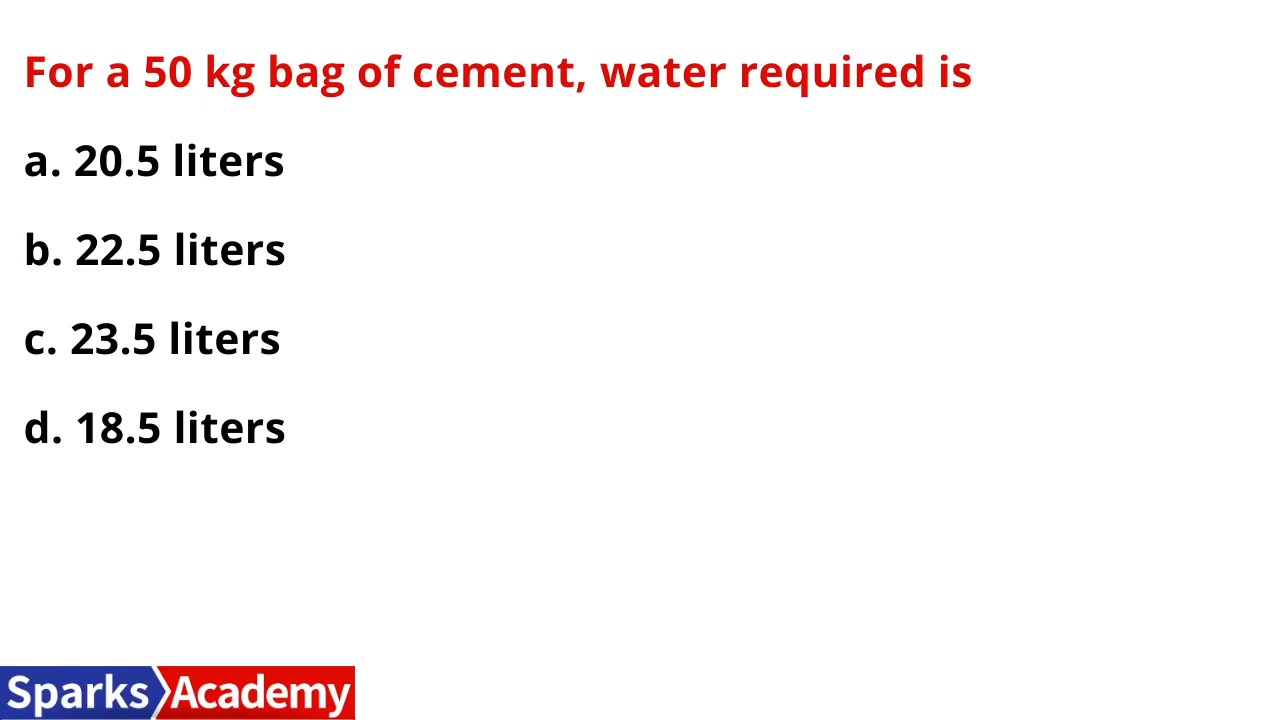 For a 50 kg bag of cement, water required is
a. 20.5 liters
b. 22.5 liters
c. 23.5 liters
d. 18.5 liters
Sparks Academy